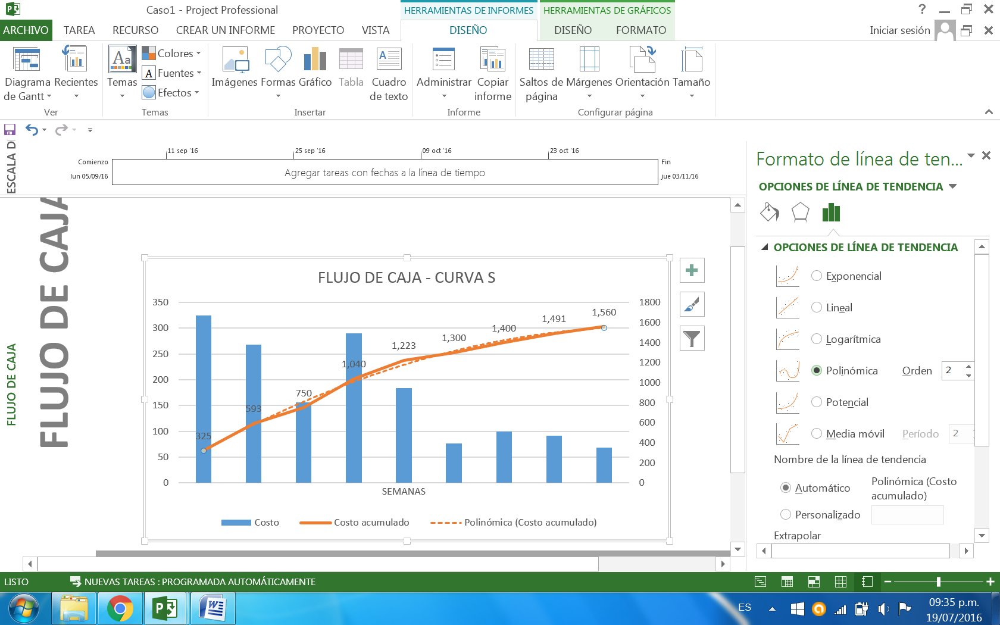 Caso1 - Project Professional
HERRAMIENTAS DE INFORMES
HERRAMIENTAS DE GRÁFICOS
?
ARCHIVO
TAREA
RECURSO
CREAR UN INFORME
PROYECTO
VISTA
DISEÑO
DISEÑO
FORMATO
Iniciar sesión
Diagrama de Gantt
Recientes
Temas
Colores
Fuentes
Efectos
Imágenes
Formas
Gráfico
Tabla
Cuadro de texto
Administrar
Copiar informe
Saltos de página
Márgenes
Orientación
Tamaño
Ver
Temas
Insertar
Informe
Configurar página
ESCALA D
11 sep '16
25 sep '16
09 oct '16
23 oct '16
Comienzo
lun 05/09/16
Agregar tareas con fechas a la línea de tiempo
Fin
jue 03/11/16
FLUJO DE CAJA
FLUJO DE CAJA
FLUJO DE CAJA - CURVA S
350
300
250
200
150
100
50
0
1800
1600
1400
1200
1000
800
600
400
200
0
325
593
750
1,040
1,223
1,300
1,400
1,491
1,560
SEMANAS
Costo
Costo acumulado
Polinómica (Costo acumulado)
Formato de línea de ten...
OPCIONES DE LÍNEA DE TENDENCIA
OPCIONES DE LÍNEA DE TENDENCIA
Exponencial
Lineal
Logarítmica
Polinómica
Orden
2
Potencial
Media móvil
Período
2
Nombre de la línea de tendencia
Automático
Polinómica (Costo
acumulado)
Personalizado
Extrapolar
LISTO
NUEVAS TAREAS : PROGRAMADA AUTOMÁTICAMENTE
ES
09:35 p.m.
19/07/2016